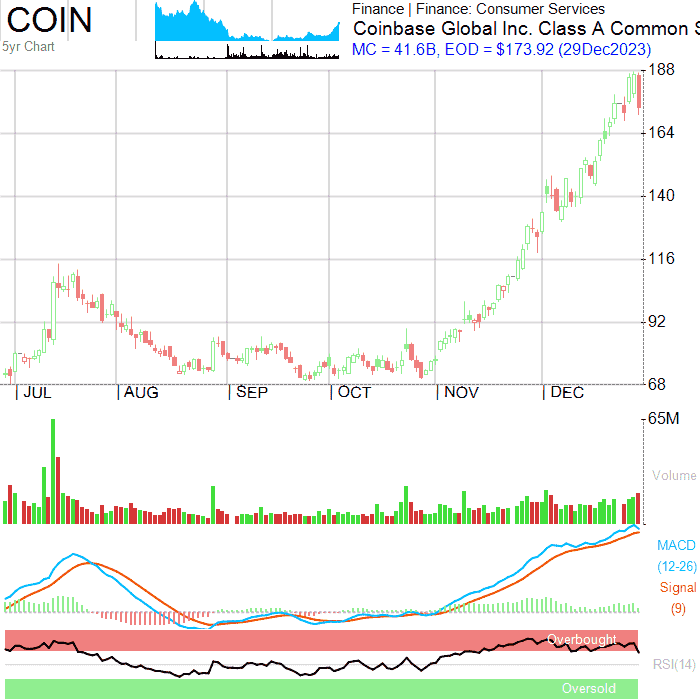 COIN
5yr Chart
Finance | Finance: Consumer Services
Coinbase Global Inc. Class A Common S
MC = 41.6B, EOD = $173.92 (29Dec2023)
188
164
140
116
92
68
JUL AUG SEP OCT NOV DEC
65M
Volume
MACD
(12-26)
Signal
(9)
Overbought
RSI(14)
Oversold